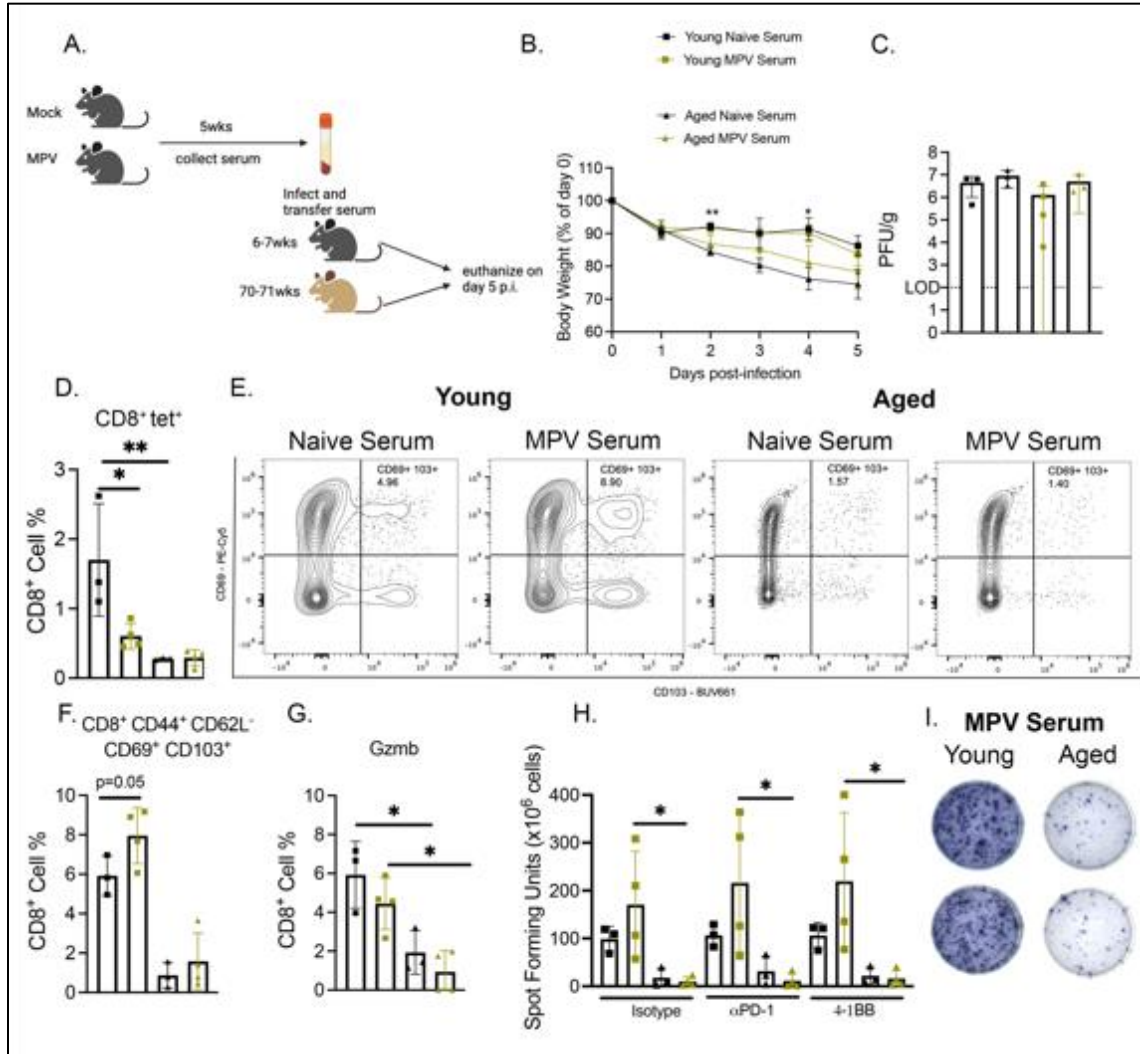 A.
Mock
MPV
5wks
collect serum
Infect and
transfer serum
6-7wks
70-71wks
euthanize on
day 5 p.i.
B.
Young Naive Serum
Young MPV Serum
Aged Naive Serum
Aged MPV Serum
Body Weight (% of day 0)
110
100
90
80
70
60
**
*
0 1 2 3 4 5
Days post-infection
C.
PFU/g
8
7
6
5
4
3
LOD
2
1
0
D.
CD8+ tet+
CD8+ Cell %
3
2
1
0
**
*
E.
Young
Aged
Naive Serum
MPV Serum
Naive Serum
MPV Serum
CD69+ 103+
4.96
CD69+ 103+
8.90
CD69+ 103+
1.57
CD69+ 103+
1.40
CD69 - PE-Cy5
CD103 - BUV661
F.
CD8+ CD44+ CD62L-
CD69+ CD103+
p=0.05
CD8+ Cell %
10
8
6
4
2
0
G.
Gzmb
CD8+ Cell %
10
8
6
4
2
0
*
*
H.
Spot Forming Units (x10⁶ cells)
400
300
200
100
0
*
*
*
Isotype
αPD-1
4-1BB
I.
MPV Serum
Young
Aged